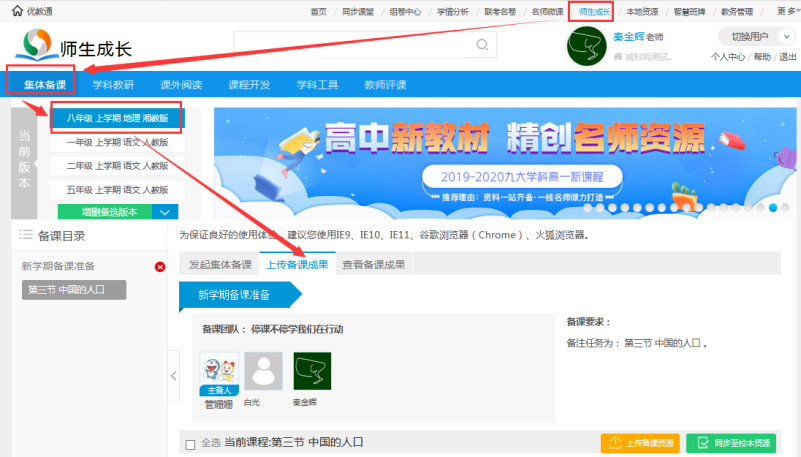 优教通
首页 同步课堂 组卷中心 学情分析 联考名卷 名师微课 师生成长 本地资源 智慧班牌 教务管理 更多
师生成长
秦金辉 老师
切换用户
个人中心 | 帮助 | 退出
集体备课 学科教研 课外阅读 课程开发 学科工具 教师评课
当前版本
八年级 上学期 地理 湘教版
一年级 上学期 语文 人教版
二年级 上学期 语文 人教版
五年级 上学期 语文 人教版
增删备选版本
高中新教材 精创名师资源
2019-2020九大学科高一新课程
推荐理由：资料一站齐备·一线名师倾力打造
备课目录
为保证良好的使用体验，建议您使用IE9、IE10、IE11、谷歌浏览器（Chrome）、火狐浏览器。
新学期备课准备
第三节 中国的人口
发起集体备课 上传备课成果 查看备课成果
新学期备课准备
备课团队： 停课不停学我们在行动
备课要求：
备注任务为： 第三节 中国的人口 。
主备人
管姗姗 白光 秦金辉
全选 当前课程:第三节 中国的人口
上传备课资源 同步至校本资源